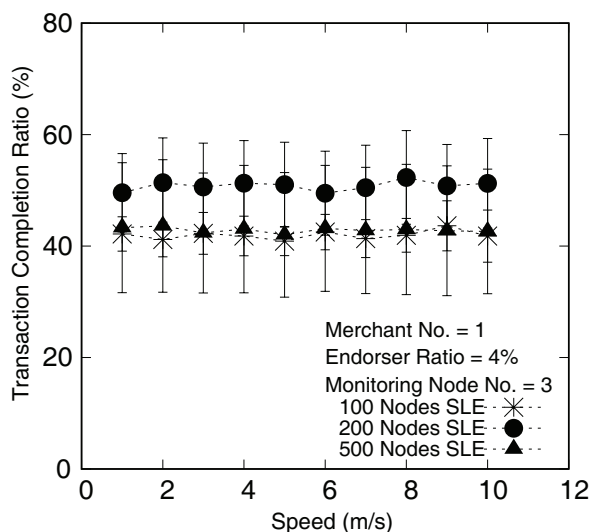 80
60
40
20
0
0 2 4 6 8 10 12
Transaction Completion Ratio (%)
Speed (m/s)
Merchant No. = 1
Endorser Ratio = 4%
Monitoring Node No. = 3
100 Nodes SLE
200 Nodes SLE
500 Nodes SLE